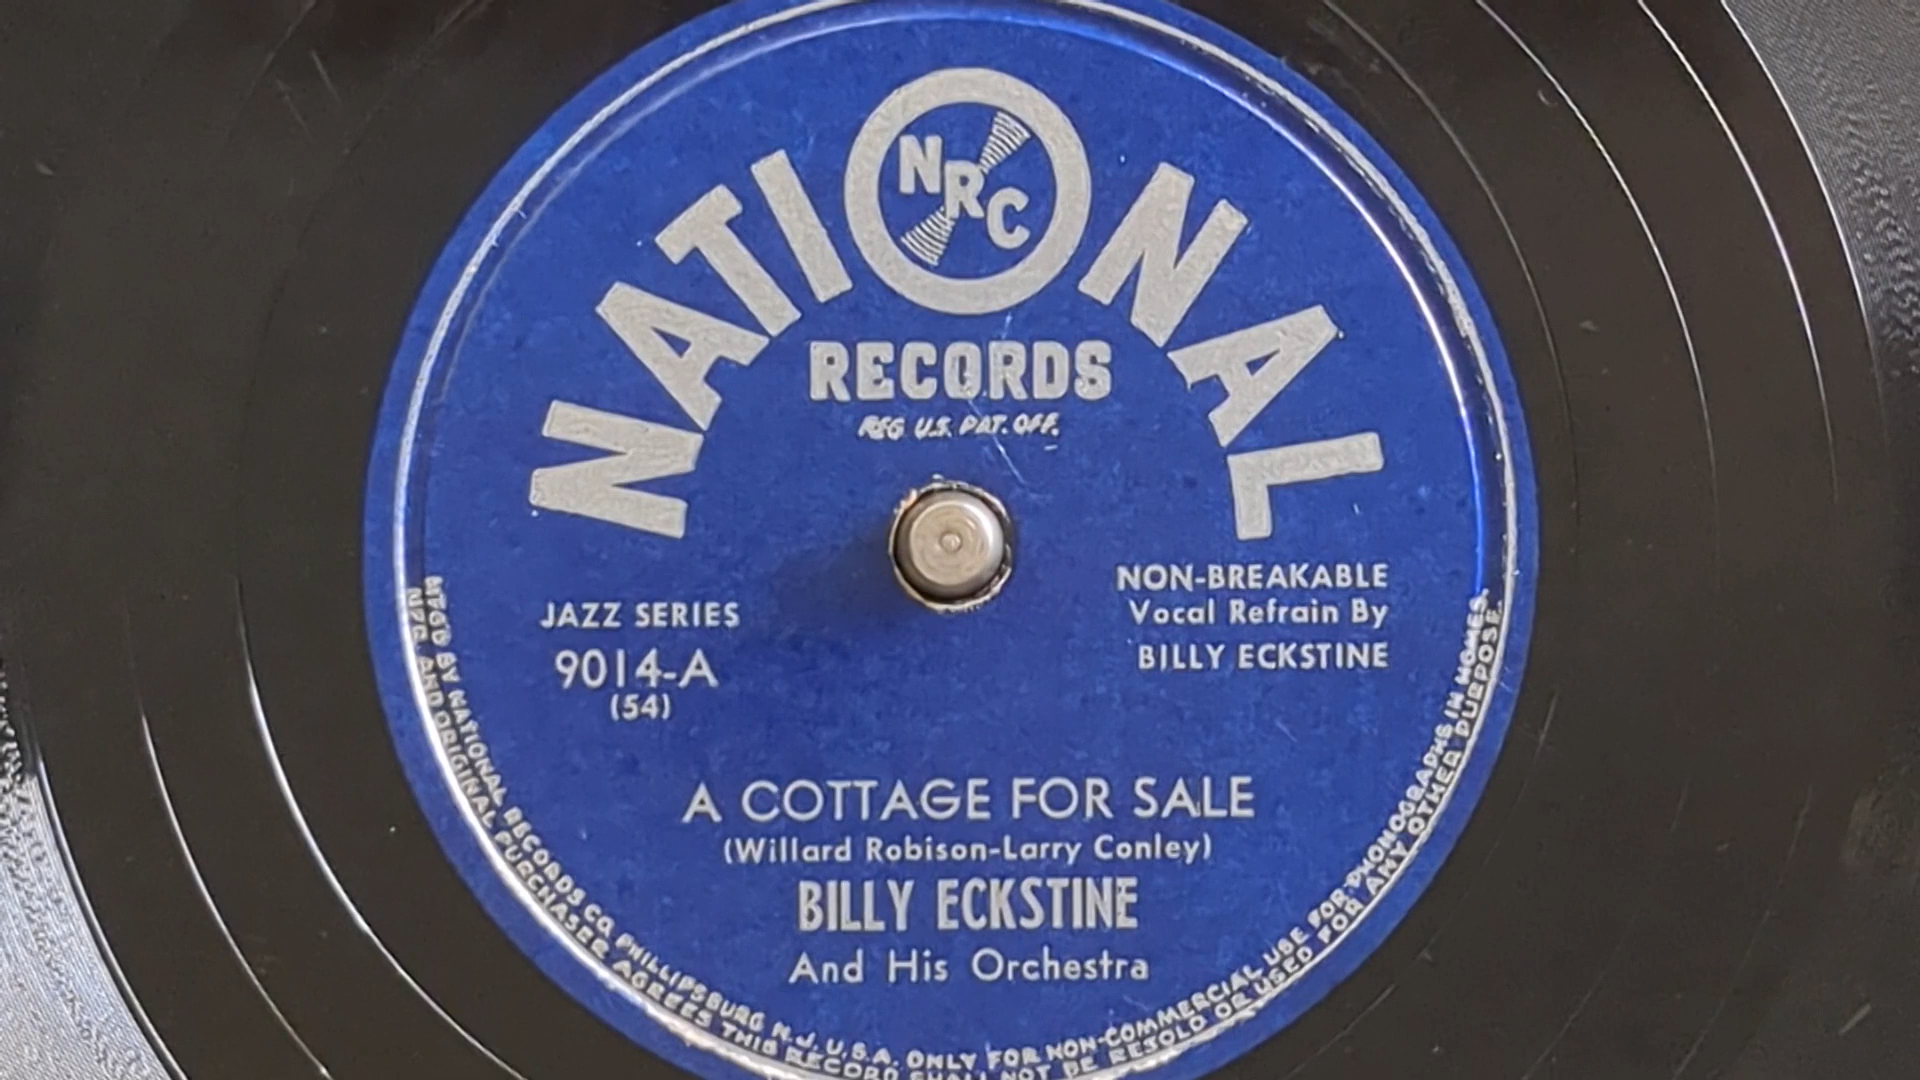 NATIONAL
NRC
RECORDS
REG U.S. PAT. OFF.
NON-BREAKABLE
Vocal Refrain By
BILLY ECKSTINE
JAZZ SERIES
9014-A
(54)
A COTTAGE FOR SALE
(Willard Robison-Larry Conley)
BILLY ECKSTINE
And His Orchestra
MFGD BY NATIONAL RECORDS CO. PHILLIPSBURG N.J. U.S.A. ONLY FOR NON-COMMERCIAL USE FOR PHONOGRAPHS IN HOMES.
MFG. AND ORIGINAL PURCHASER AGREES THIS RECORD SHALL NOT BE RESOLD OR USED FOR ANY OTHER PURPOSE.